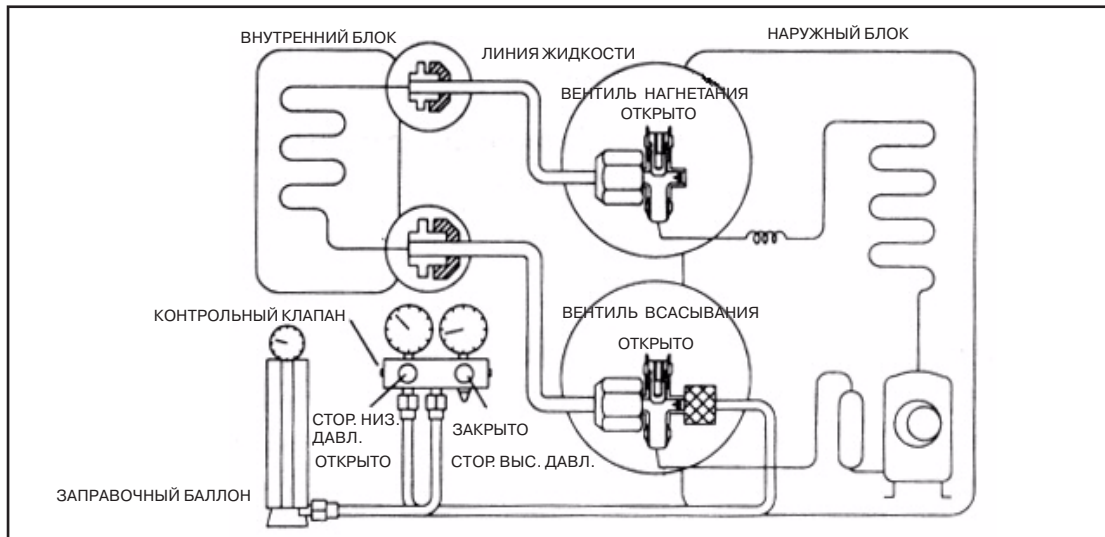 ВНУТРЕННИЙ БЛОК
ЛИНИЯ ЖИДКОСТИ
НАРУЖНЫЙ БЛОК
ВЕНТИЛЬ НАГНЕТАНИЯ
ОТКРЫТО
КОНТРОЛЬНЫЙ КЛАПАН
ВЕНТИЛЬ ВСАСЫВАНИЯ
ОТКРЫТО
СТОР. НИЗ.
ДАВЛ.
ОТКРЫТО
ЗАКРЫТО
СТОР. ВЫС. ДАВЛ.
ЗАПРАВОЧНЫЙ БАЛЛОН